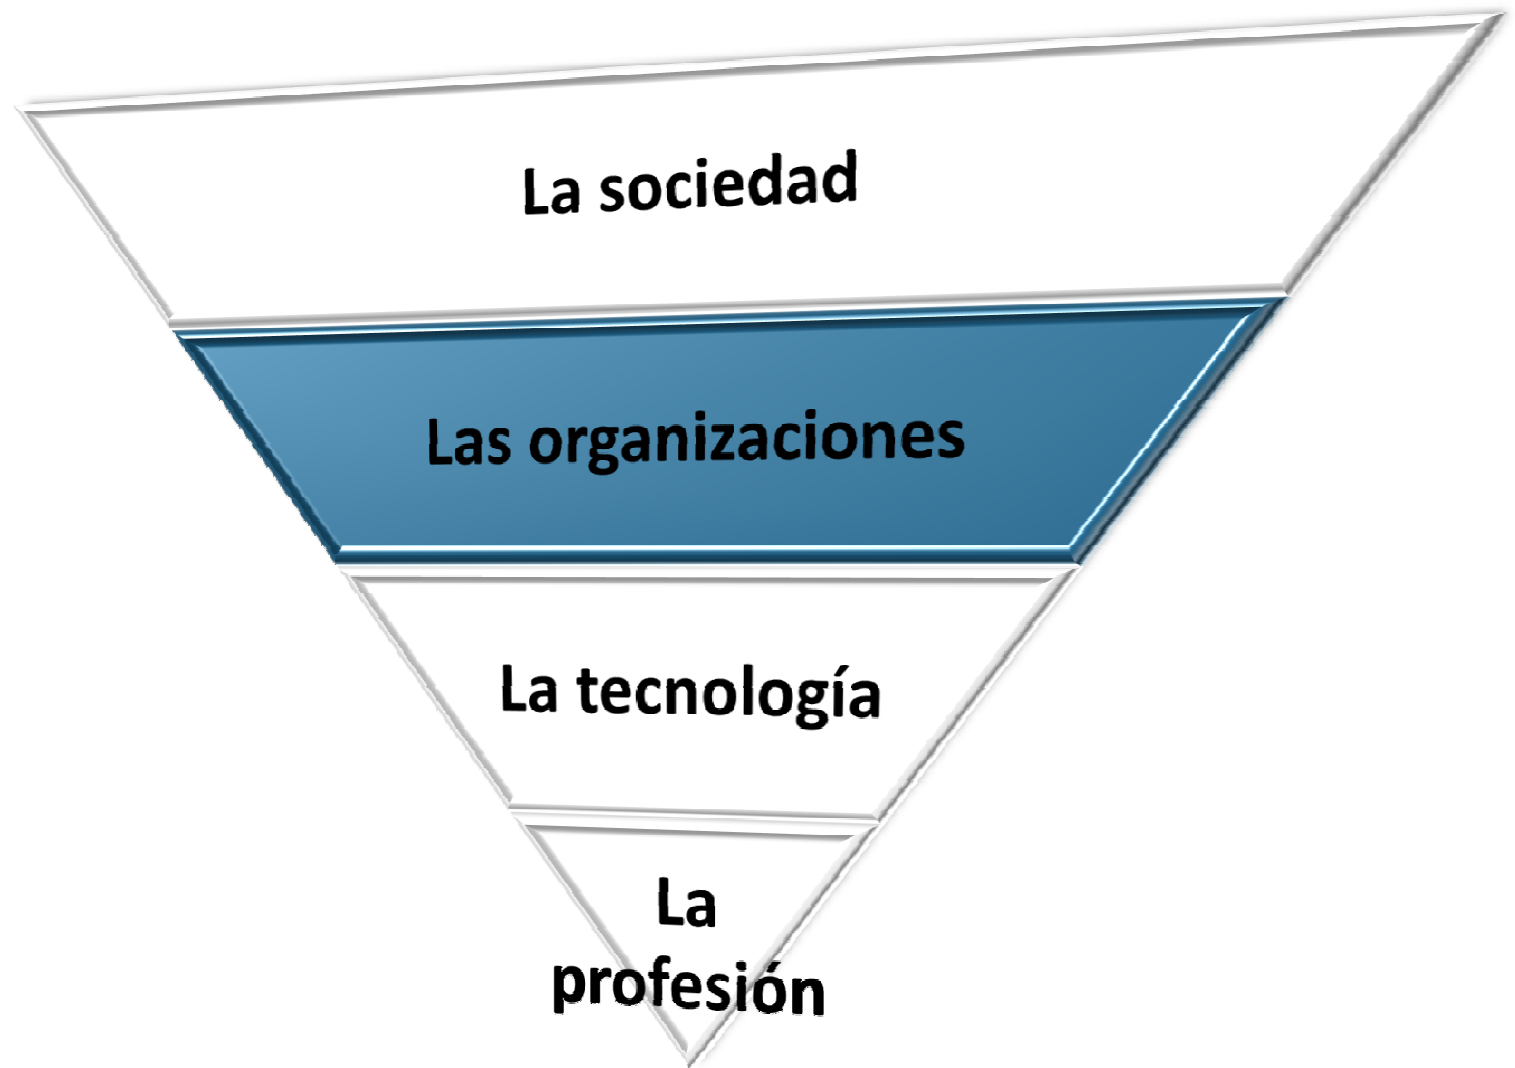 La sociedad
Las organizaciones
La tecnología
La
profesión